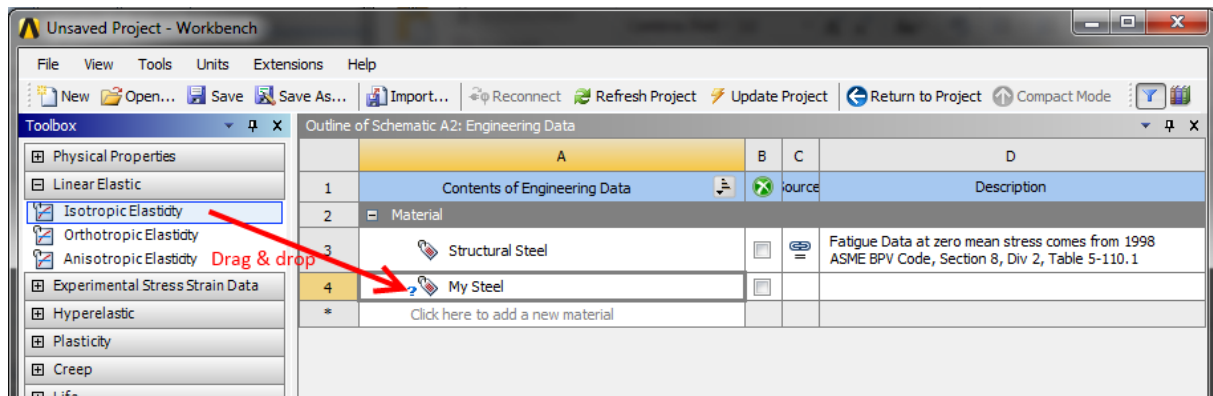 Unsaved Project - Workbench
File View Tools Units Extensions Help
New Open... Save Save As... Import... Reconnect Refresh Project Update Project Return to Project Compact Mode
Toolbox
Outline of Schematic A2: Engineering Data
Physical Properties
Linear Elastic
Isotropic Elasticity
Orthotropic Elasticity
Anisotropic Elasticity
Experimental Stress Strain Data
Hyperelastic
Plasticity
Creep
Life
Drag & drop
A B C D
1 Contents of Engineering Data Source Description
2 Material
3 Structural Steel Fatigue Data at zero mean stress comes from 1998
ASME BPV Code, Section 8, Div 2, Table 5-110.1
4 ? My Steel
* Click here to add a new material